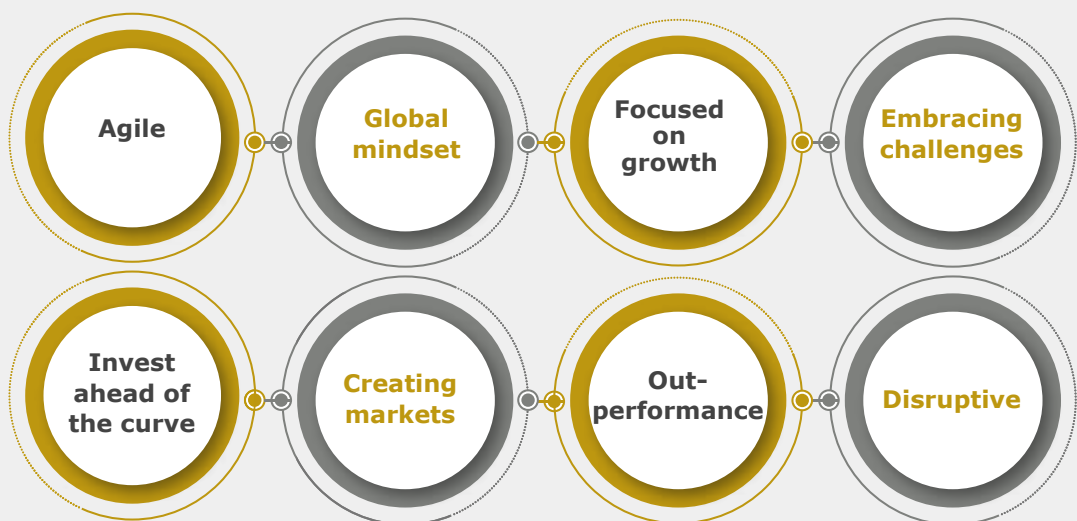 Agile
Global
mindset
Focused
on
growth
Embracing
challenges
Invest
ahead of
the curve
Creating
markets
Out-
performance
Disruptive